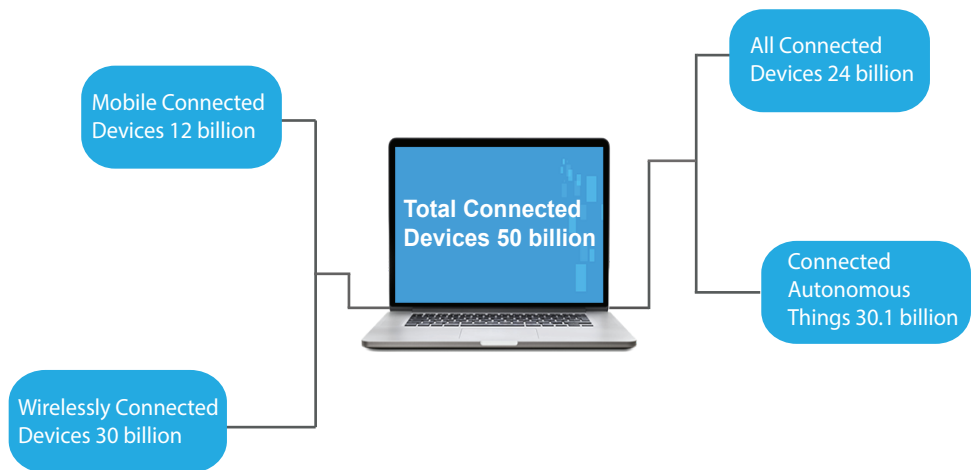 Mobile Connected
Devices 12 billion
Wirelessly Connected
Devices 30 billion
Total Connected
Devices 50 billion
All Connected
Devices 24 billion
Connected
Autonomous
Things 30.1 billion